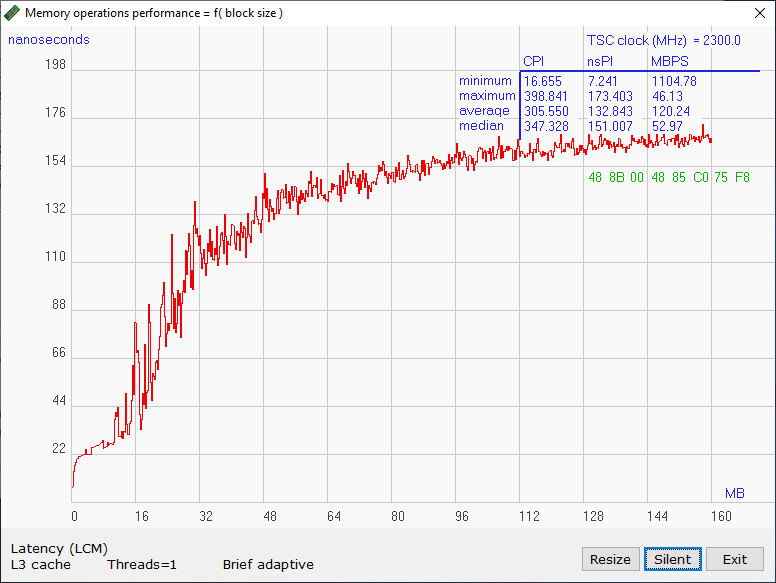 Memory operations performance = f( block size )
nanoseconds
TSC clock (MHz) = 2300.0
CPI nsPI MBPS
minimum 16.655 7.241 1104.78
maximum 398.841 173.403 46.13
average 305.550 132.843 120.24
median 347.328 151.007 52.97
48 8B 00 48 85 C0 75 F8
198
176
154
132
110
88
66
44
22
MB
0 16 32 48 64 80 96 112 128 144 160
Latency (LCM)
L3 cache Threads=1 Brief adaptive
Resize Silent Exit